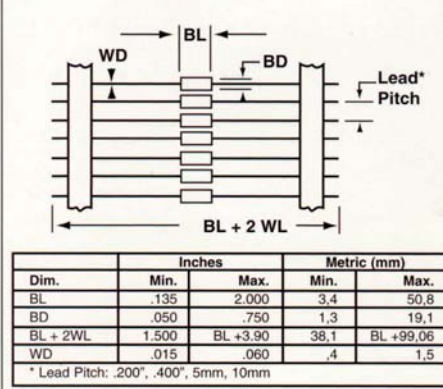 BL
WD
BD
Lead*
Pitch
BL + 2 WL
Inches Metric (mm)
Dim. Min. Max. Min. Max.
BL .135 2.000 3,4 50,8
BD .050 .750 1,3 19,1
BL + 2WL 1.500 BL +3.90 38,1 BL +99,06
WD .015 .060 ,4 1,5
* Lead Pitch: .200", .400", 5mm, 10mm